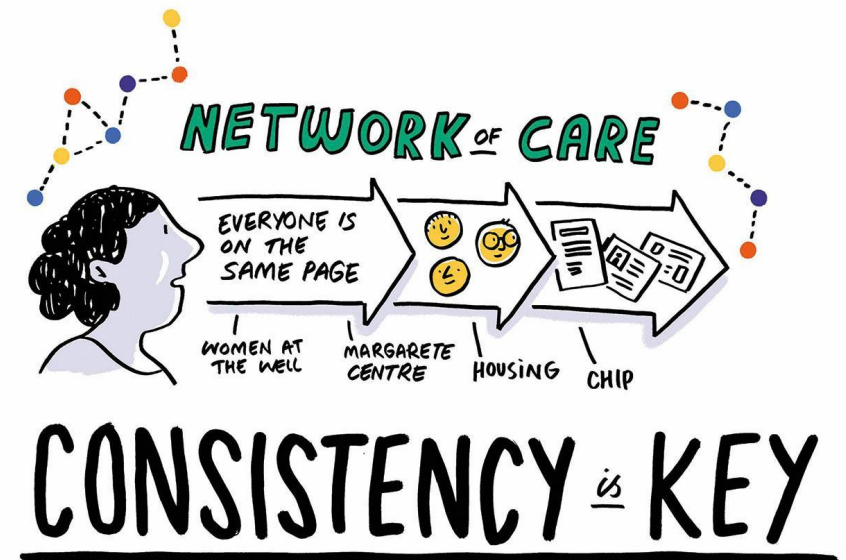 NETWORK OF CARE
EVERYONE IS
ON THE
SAME PAGE
WOMEN AT
THE WELL
MARGARETE
CENTRE
HOUSING
CHIP
CONSISTENCY is KEY